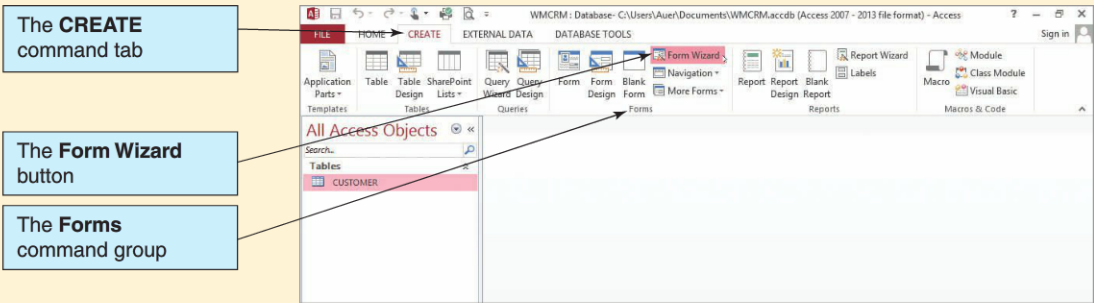 The CREATE
command tab
The Form Wizard
button
The Forms
command group
WMCRM : Database- C:\Users\Auer\Documents\WMCRM.accdb (Access 2007 - 2013 file format) - Access
FILE HOME CREATE EXTERNAL DATA DATABASE TOOLS Sign in
Application Parts
Table
Table Design
SharePoint Lists
Query Wizard
Query Design
Form
Form Design
Blank Form
Form Wizard
Navigation
More Forms
Report
Report Design
Blank Report
Report Wizard
Labels
Macro
Module
Class Module
Visual Basic
Templates Tables Queries Forms Reports Macros & Code
All Access Objects
Search...
Tables
CUSTOMER